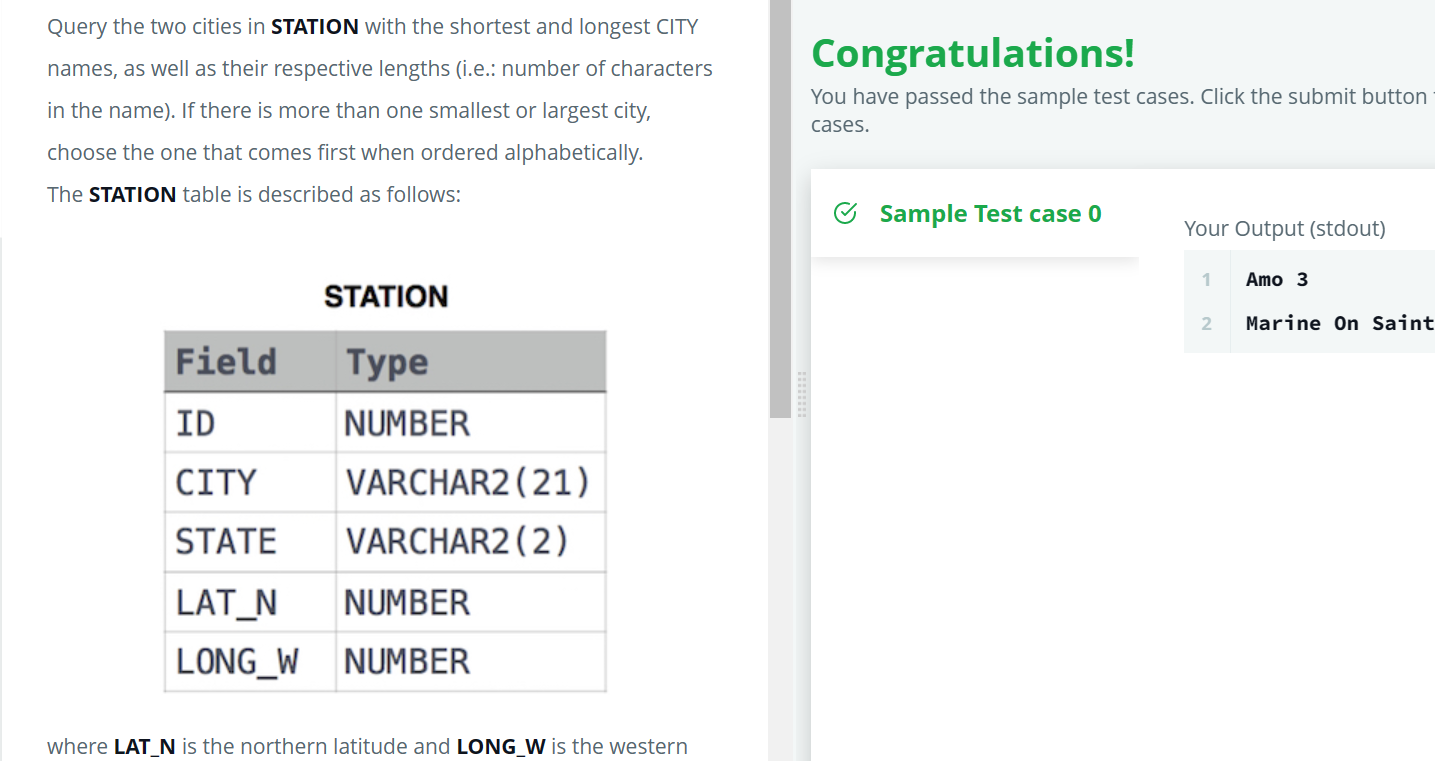 Query the two cities in STATION with the shortest and longest CITY
names, as well as their respective lengths (i.e.: number of characters
in the name). If there is more than one smallest or largest city,
choose the one that comes first when ordered alphabetically.
The STATION table is described as follows:
STATION
Field Type
ID NUMBER
CITY VARCHAR2(21)
STATE VARCHAR2(2)
LAT_N NUMBER
LONG_W NUMBER
where LAT_N is the northern latitude and LONG_W is the western
Congratulations!
You have passed the sample test cases. Click the submit button
cases.
Sample Test case 0
Your Output (stdout)
1 Amo 3
2 Marine On Saint